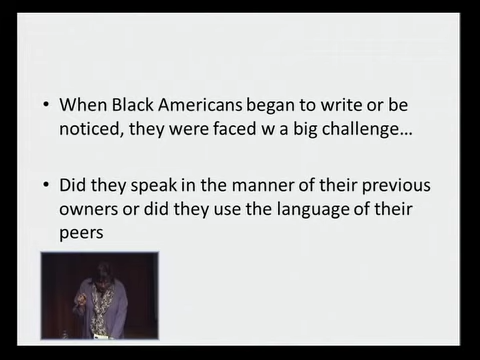 • When Black Americans began to write or be
noticed, they were faced w a big challenge…
• Did they speak in the manner of their previous
owners or did they use the language of their
peers